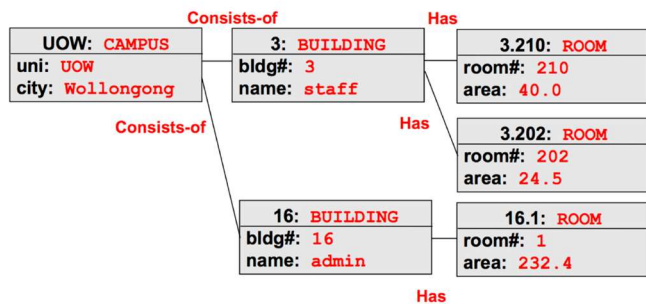 Consists-of
Has
UOW: CAMPUS
uni: UOW
city: Wollongong
3: BUILDING
bldg#: 3
name: staff
3.210: ROOM
room#: 210
area: 40.0
Consists-of
Has
3.202: ROOM
room#: 202
area: 24.5
16: BUILDING
bldg#: 16
name: admin
16.1: ROOM
room#: 1
area: 232.4
Has